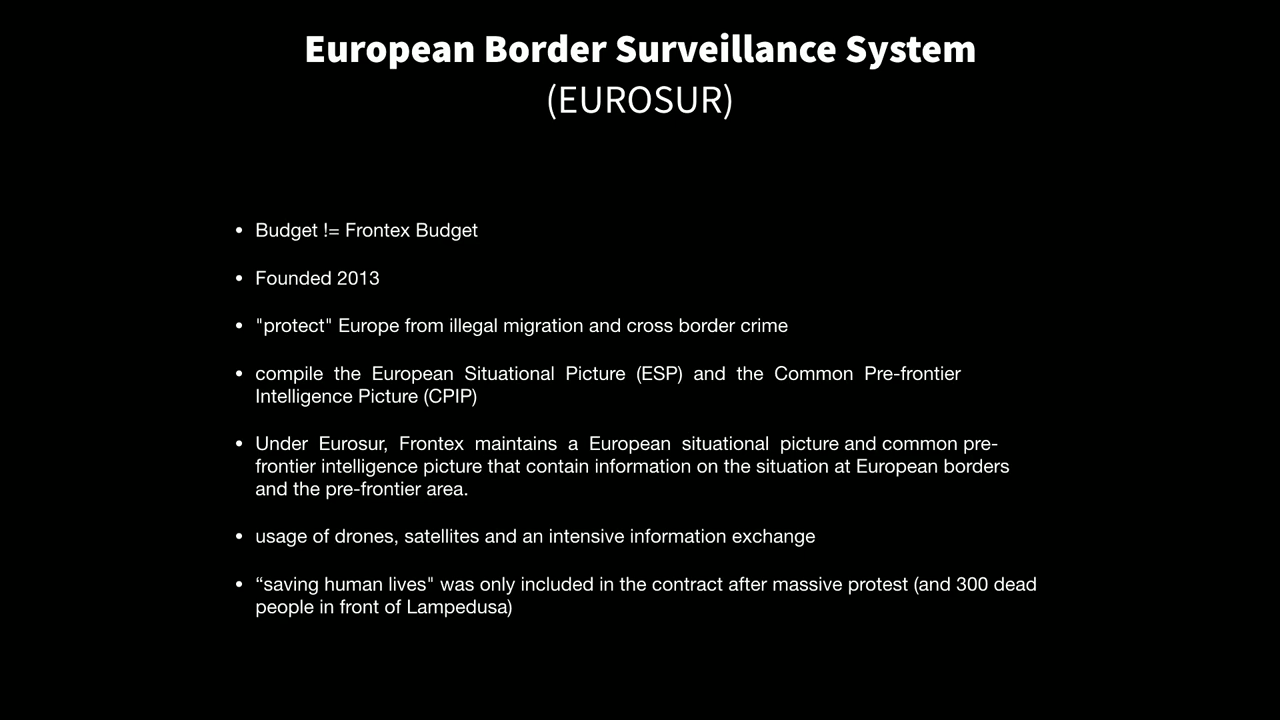 European Border Surveillance System
(EUROSUR)
• Budget != Frontex Budget
• Founded 2013
• "protect" Europe from illegal migration and cross border crime
• compile the European Situational Picture (ESP) and the Common Pre-frontier
Intelligence Picture (CPIP)
• Under Eurosur, Frontex maintains a European situational picture and common pre-
frontier intelligence picture that contain information on the situation at European borders
and the pre-frontier area.
• usage of drones, satellites and an intensive information exchange
• “saving human lives" was only included in the contract after massive protest (and 300 dead
people in front of Lampedusa)